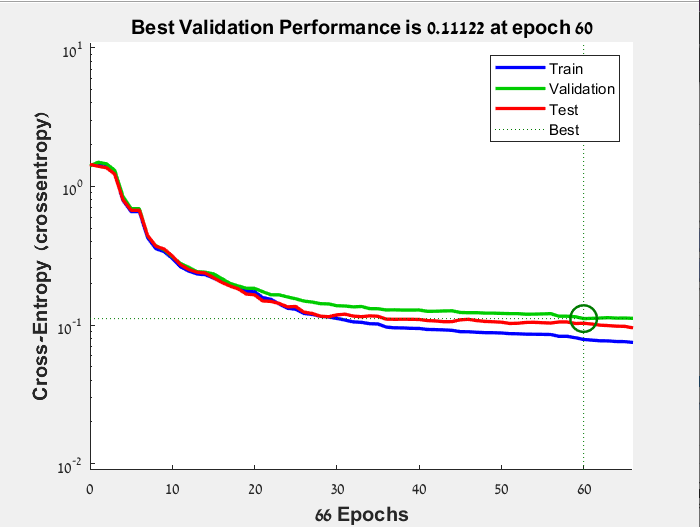 Best Validation Performance is 0.11122 at epoch 60
10^1
Train
Validation
Test
Best
10^0
10^-1
10^-2
Cross-Entropy (crossentropy)
0 10 20 30 40 50 60
66 Epochs